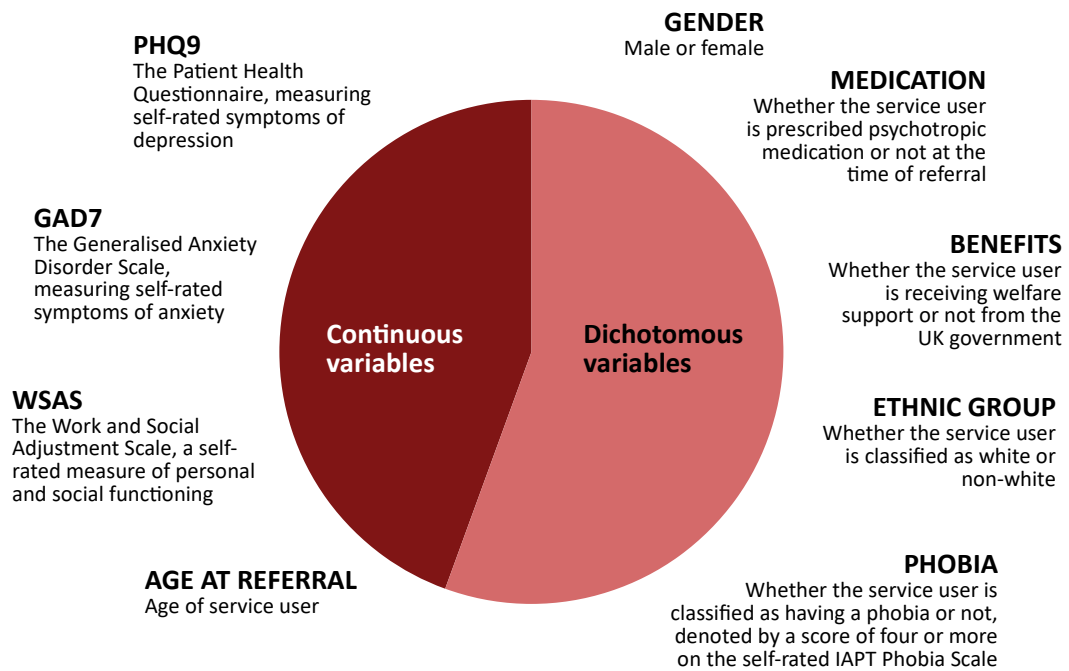 PHQ9
The Patient Health
Questionnaire, measuring
self-rated symptoms of
depression
GAD7
The Generalised Anxiety
Disorder Scale,
measuring self-rated
symptoms of anxiety
WSAS
The Work and Social
Adjustment Scale, a self-
rated measure of personal
and social functioning
AGE AT REFERRAL
Age of service user
Continuous
variables
Dichotomous
variables
GENDER
Male or female
MEDICATION
Whether the service user
is prescribed psychotropic
medication or not at the
time of referral
BENEFITS
Whether the service user
is receiving welfare
support or not from the
UK government
ETHNIC GROUP
Whether the service user
is classified as white or
non-white
PHOBIA
Whether the service user is
classified as having a phobia or not,
denoted by a score of four or more
on the self-rated IAPT Phobia Scale